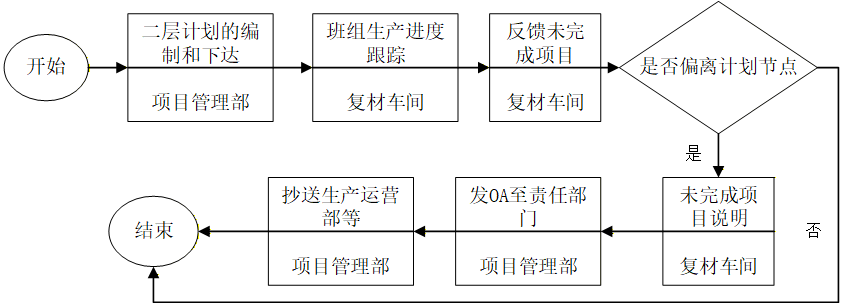 开始
二层计划的编
制和下达
项目管理部
班组生产进度
跟踪
复材车间
反馈未完
成项目
复材车间
是否偏离计划节点
是
否
未完成项
目说明
复材车间
发OA至责任部
门
项目管理部
抄送生产运营
部等
项目管理部
结束